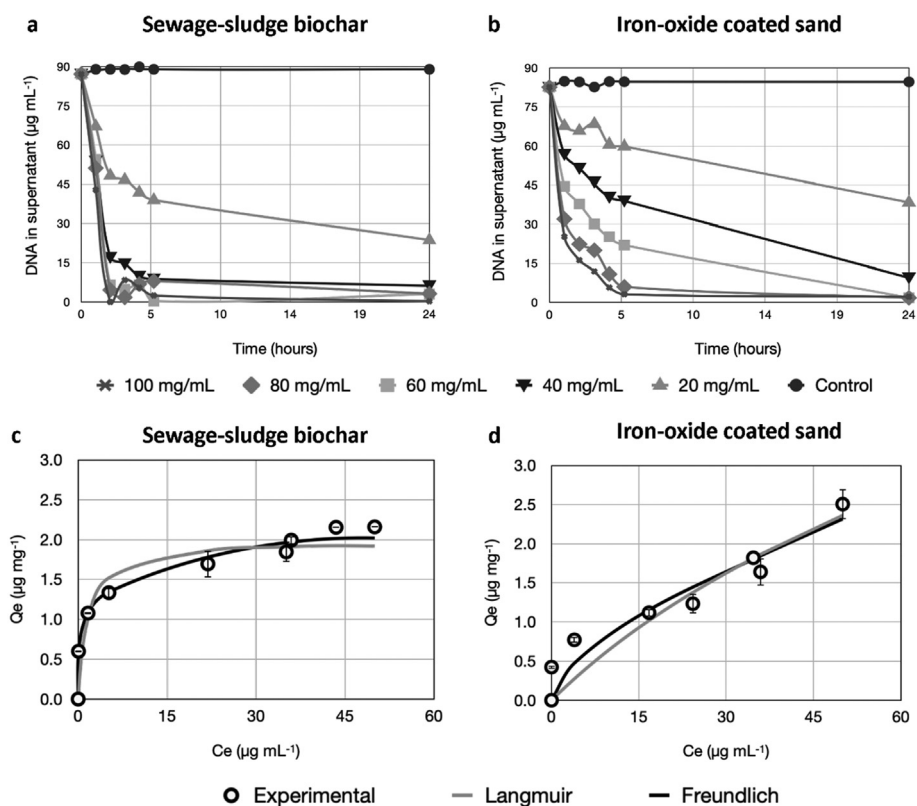 a Sewage-sludge biochar
b Iron-oxide coated sand
DNA in supernatant (µg mL⁻¹)
90
75
60
45
30
15
0
0 5 10 14 19 24
Time (hours)
DNA in supernatant (µg mL⁻¹)
90
75
60
45
30
15
0
0 5 10 14 19 24
Time (hours)
100 mg/mL 80 mg/mL 60 mg/mL 40 mg/mL 20 mg/mL Control
c Sewage-sludge biochar
d Iron-oxide coated sand
Qe (µg mg⁻¹)
3.0
2.5
2.0
1.5
1.0
0.5
0.0
0 15 30 45 60
Ce (µg mL⁻¹)
Qe (µg mg⁻¹)
3.0
2.5
2.0
1.5
1.0
0.5
0.0
0 15 30 45 60
Ce (µg mL⁻¹)
Experimental Langmuir Freundlich